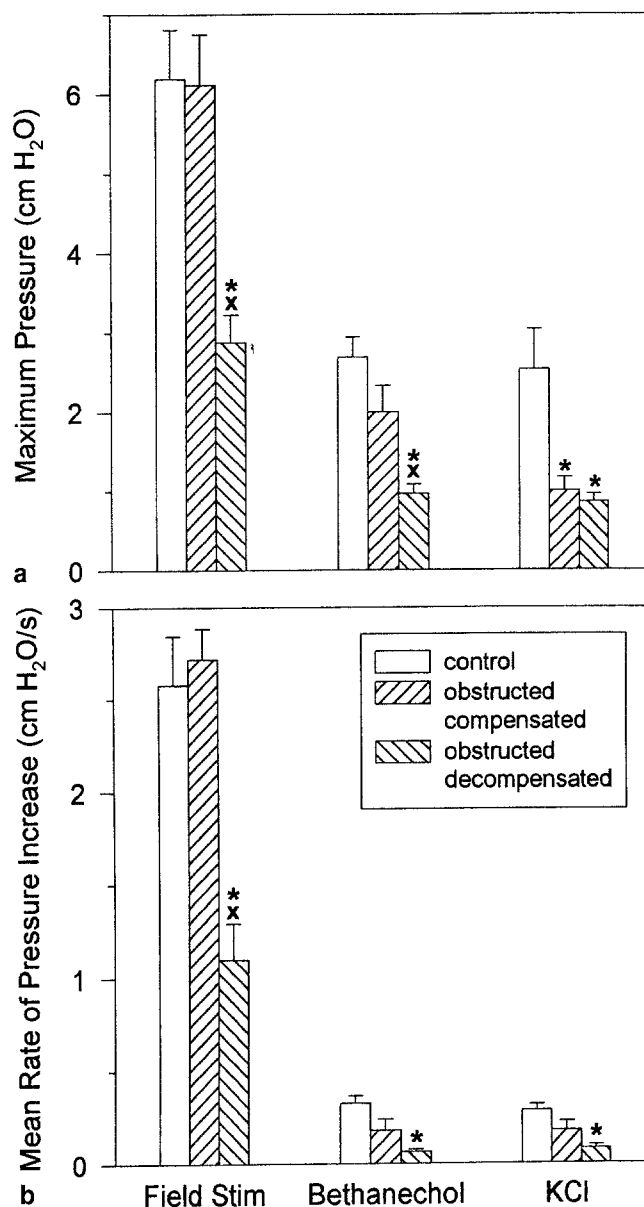 Maximum Pressure (cm H₂O)
6
4
2
0
a
*
x
*
x
*
*
Mean Rate of Pressure Increase (cm H₂O/s)
3
2
1
0
b
control
obstructed
compensated
obstructed
decompensated
*
x
*
*
Field Stim
Bethanechol
KCl